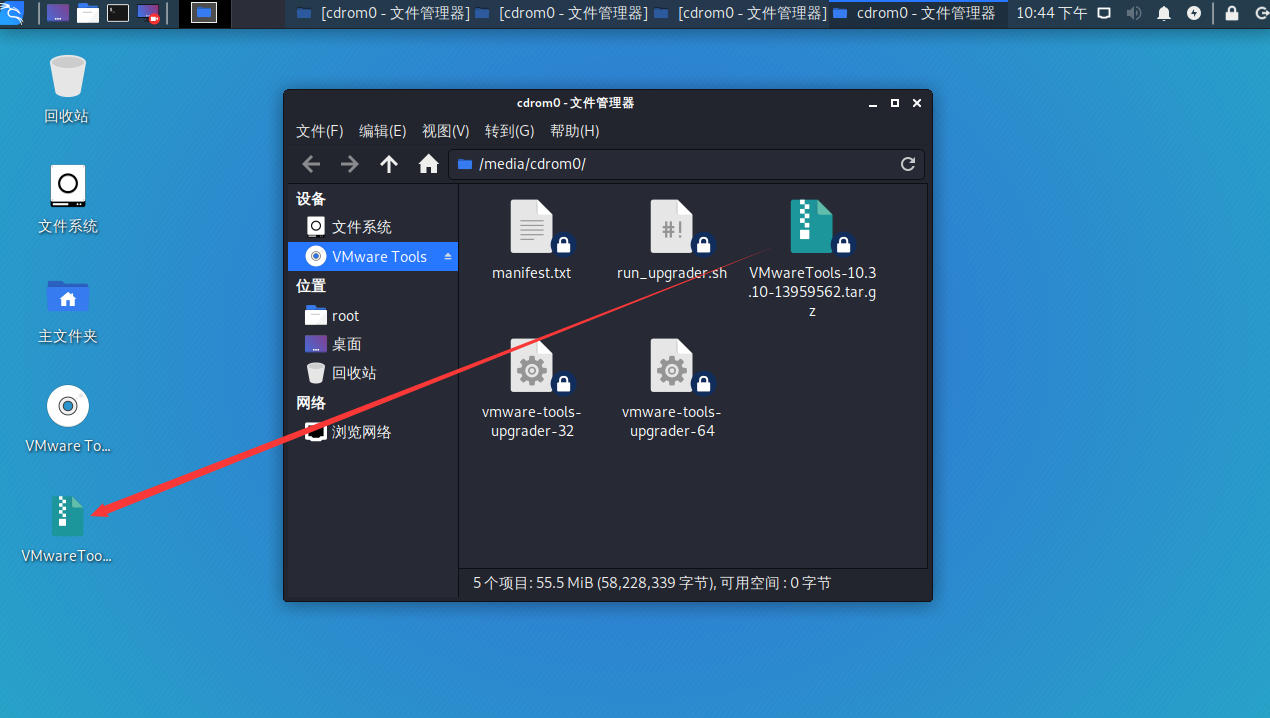 [cdrom0 - 文件管理器]
[cdrom0 - 文件管理器]
[cdrom0 - 文件管理器]
cdrom0 - 文件管理器
10:44 下午
回收站
文件系统
主文件夹
VMware To...
VMwareToo...
cdrom0 - 文件管理器
文件(F)
编辑(E)
视图(V)
转到(G)
帮助(H)
/media/cdrom0/
设备
文件系统
VMware Tools
位置
root
桌面
回收站
网络
浏览网络
manifest.txt
#!
run_upgrader.sh
VMwareTools-10.3
.10-13959562.tar.g
z
vmware-tools-
upgrader-32
vmware-tools-
upgrader-64
5 个项目: 55.5 MiB (58,228,339 字节), 可用空间 : 0 字节